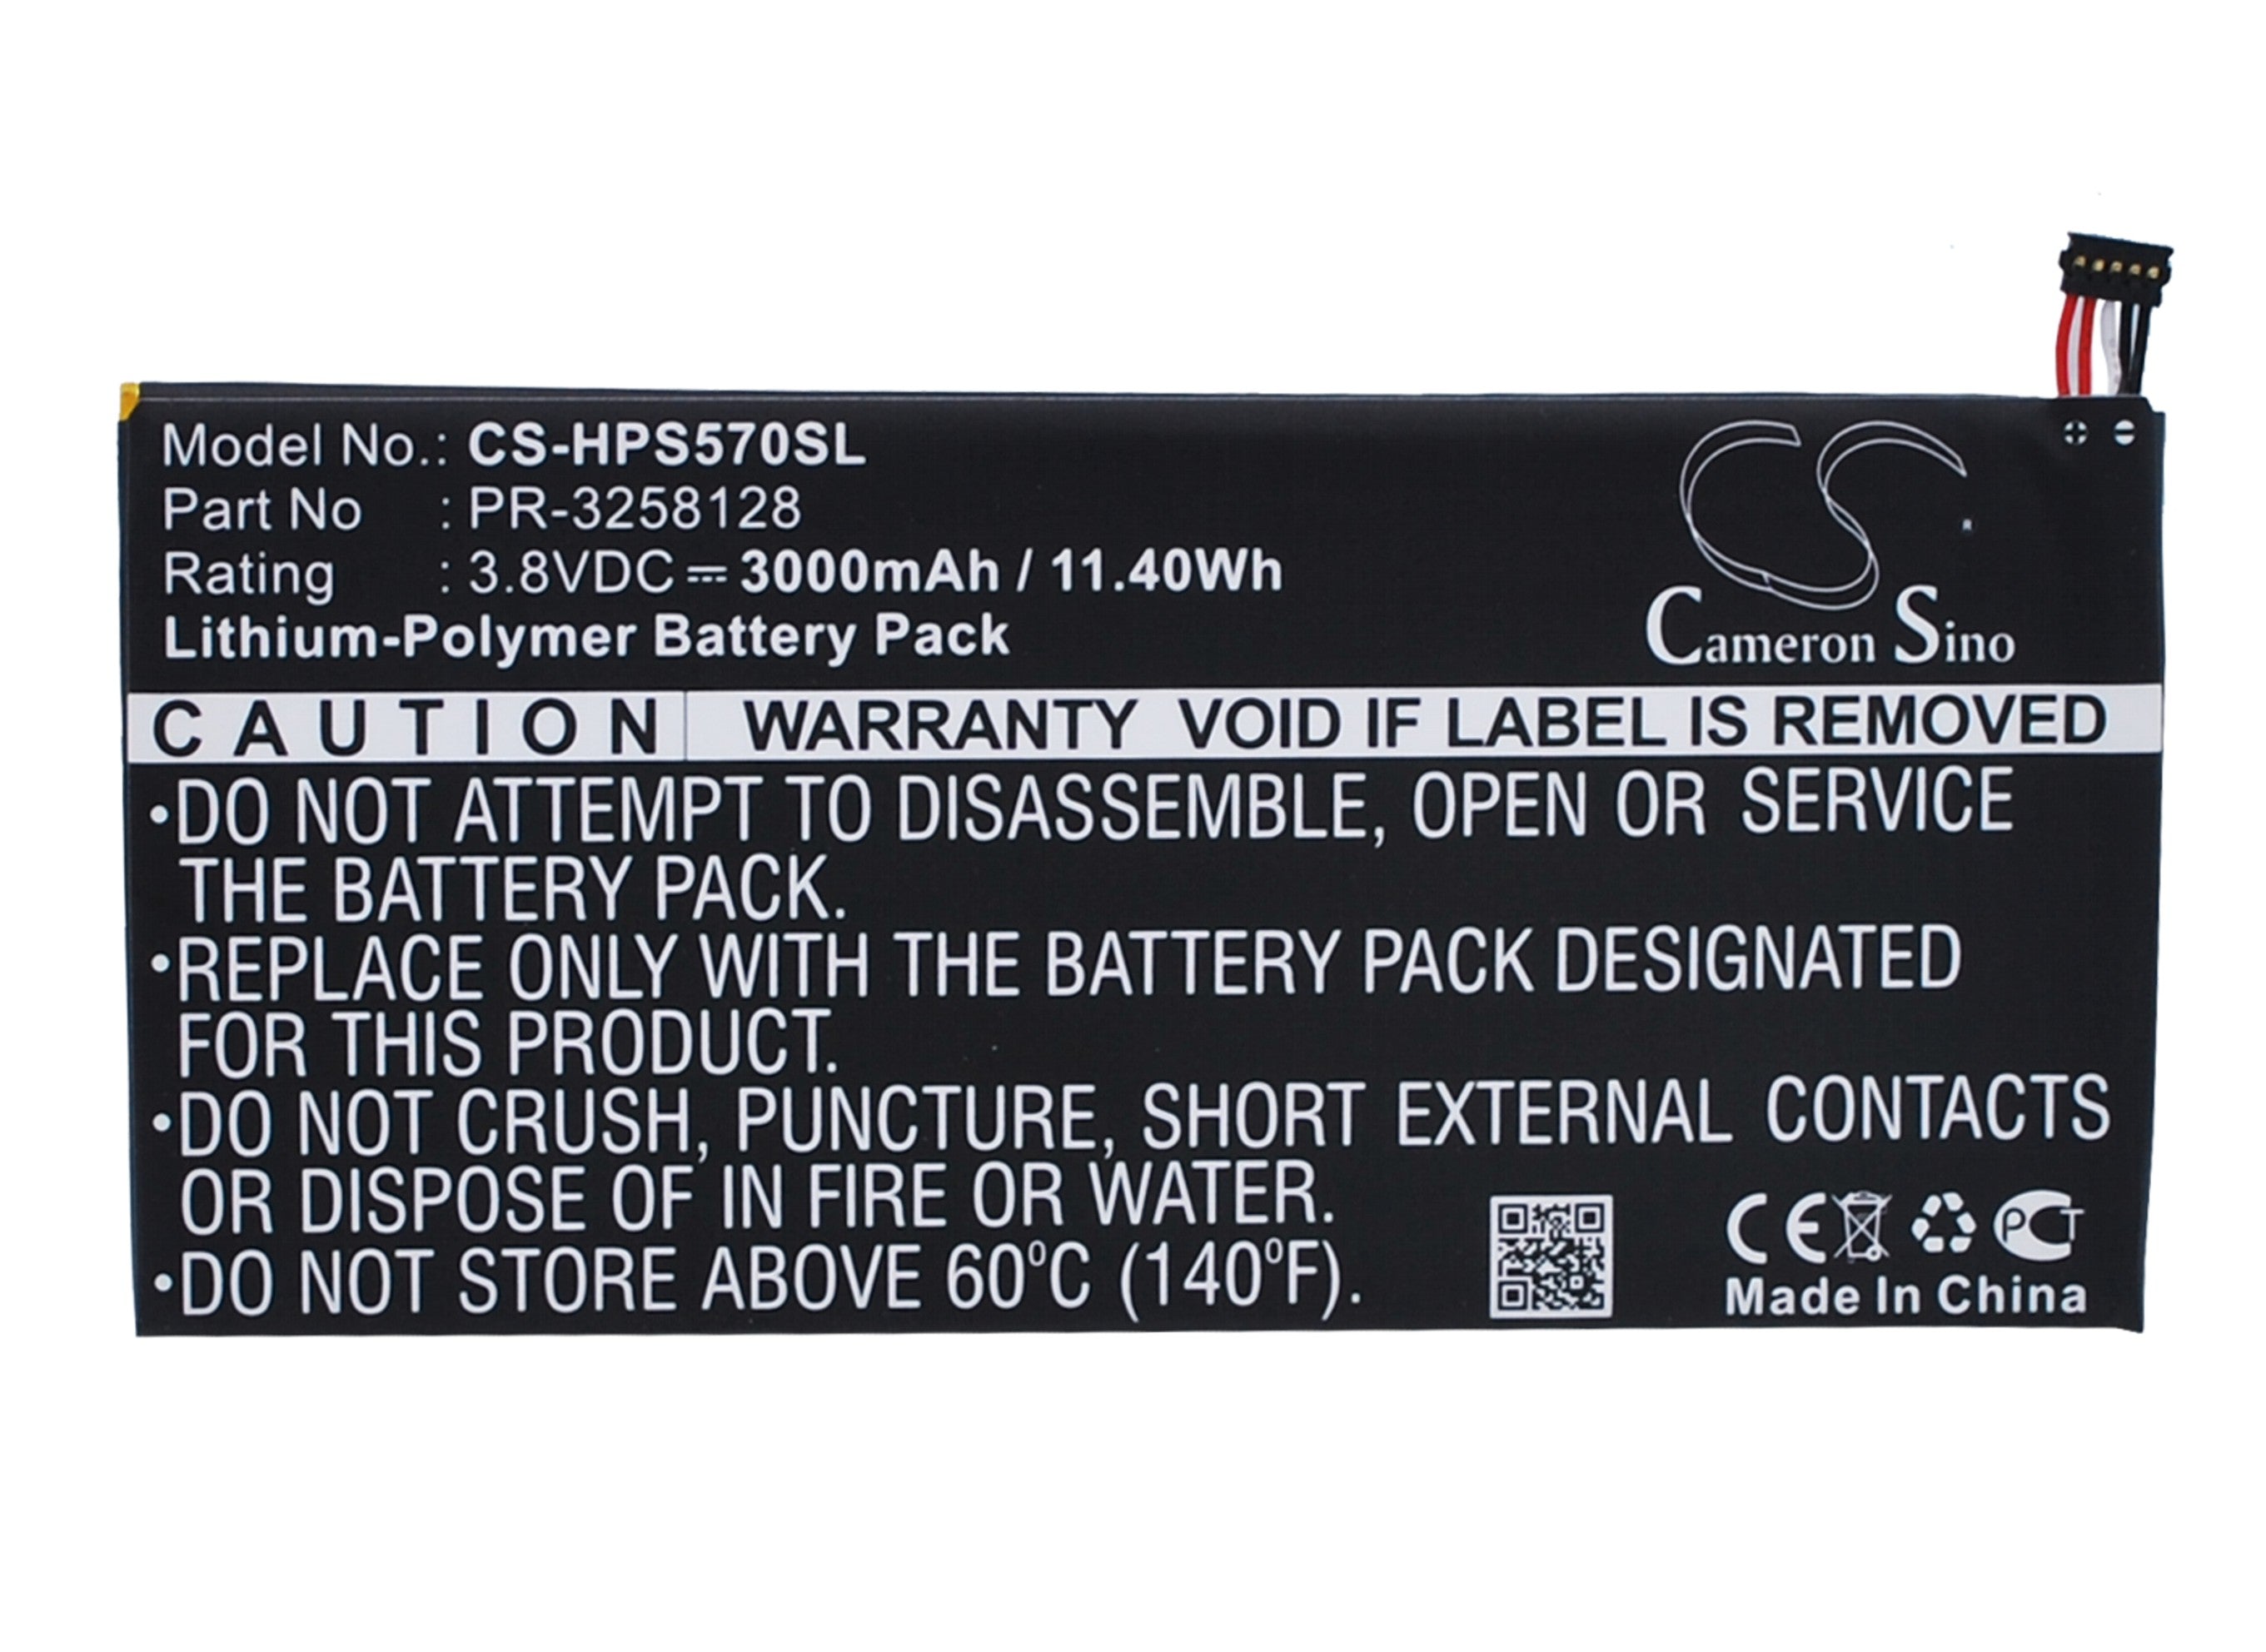 Model No.: CS-HPS570SL
Part No : PR-3258128
Rating : 3.8VDC⎓3000mAh / 11.40Wh
Lithium-Polymer Battery Pack
CS
®
Cameron Sino
CAUTION WARRANTY VOID IF LABEL IS REMOVED
•DO NOT ATTEMPT TO DISASSEMBLE, OPEN OR SERVICE
THE BATTERY PACK.
•REPLACE ONLY WITH THE BATTERY PACK DESIGNATED
FOR THIS PRODUCT.
•DO NOT CRUSH, PUNCTURE, SHORT EXTERNAL CONTACTS
OR DISPOSE OF IN FIRE OR WATER.
•DO NOT STORE ABOVE 60°C (140°F).
CE PCT
Made In China